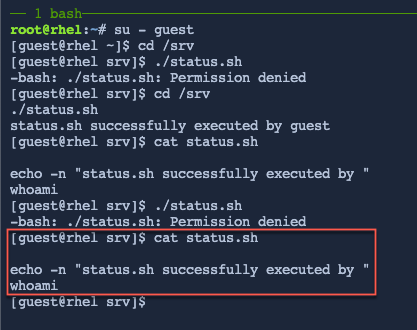 1 bash
root@rhel:~# su - guest
[guest@rhel ~]$ cd /srv
[guest@rhel srv]$ ./status.sh
-bash: ./status.sh: Permission denied
[guest@rhel srv]$ cd /srv
./status.sh
status.sh successfully executed by guest
[guest@rhel srv]$ cat status.sh
echo -n "status.sh successfully executed by "
whoami
[guest@rhel srv]$ ./status.sh
-bash: ./status.sh: Permission denied
[guest@rhel srv]$ cat status.sh
echo -n "status.sh successfully executed by "
whoami
[guest@rhel srv]$